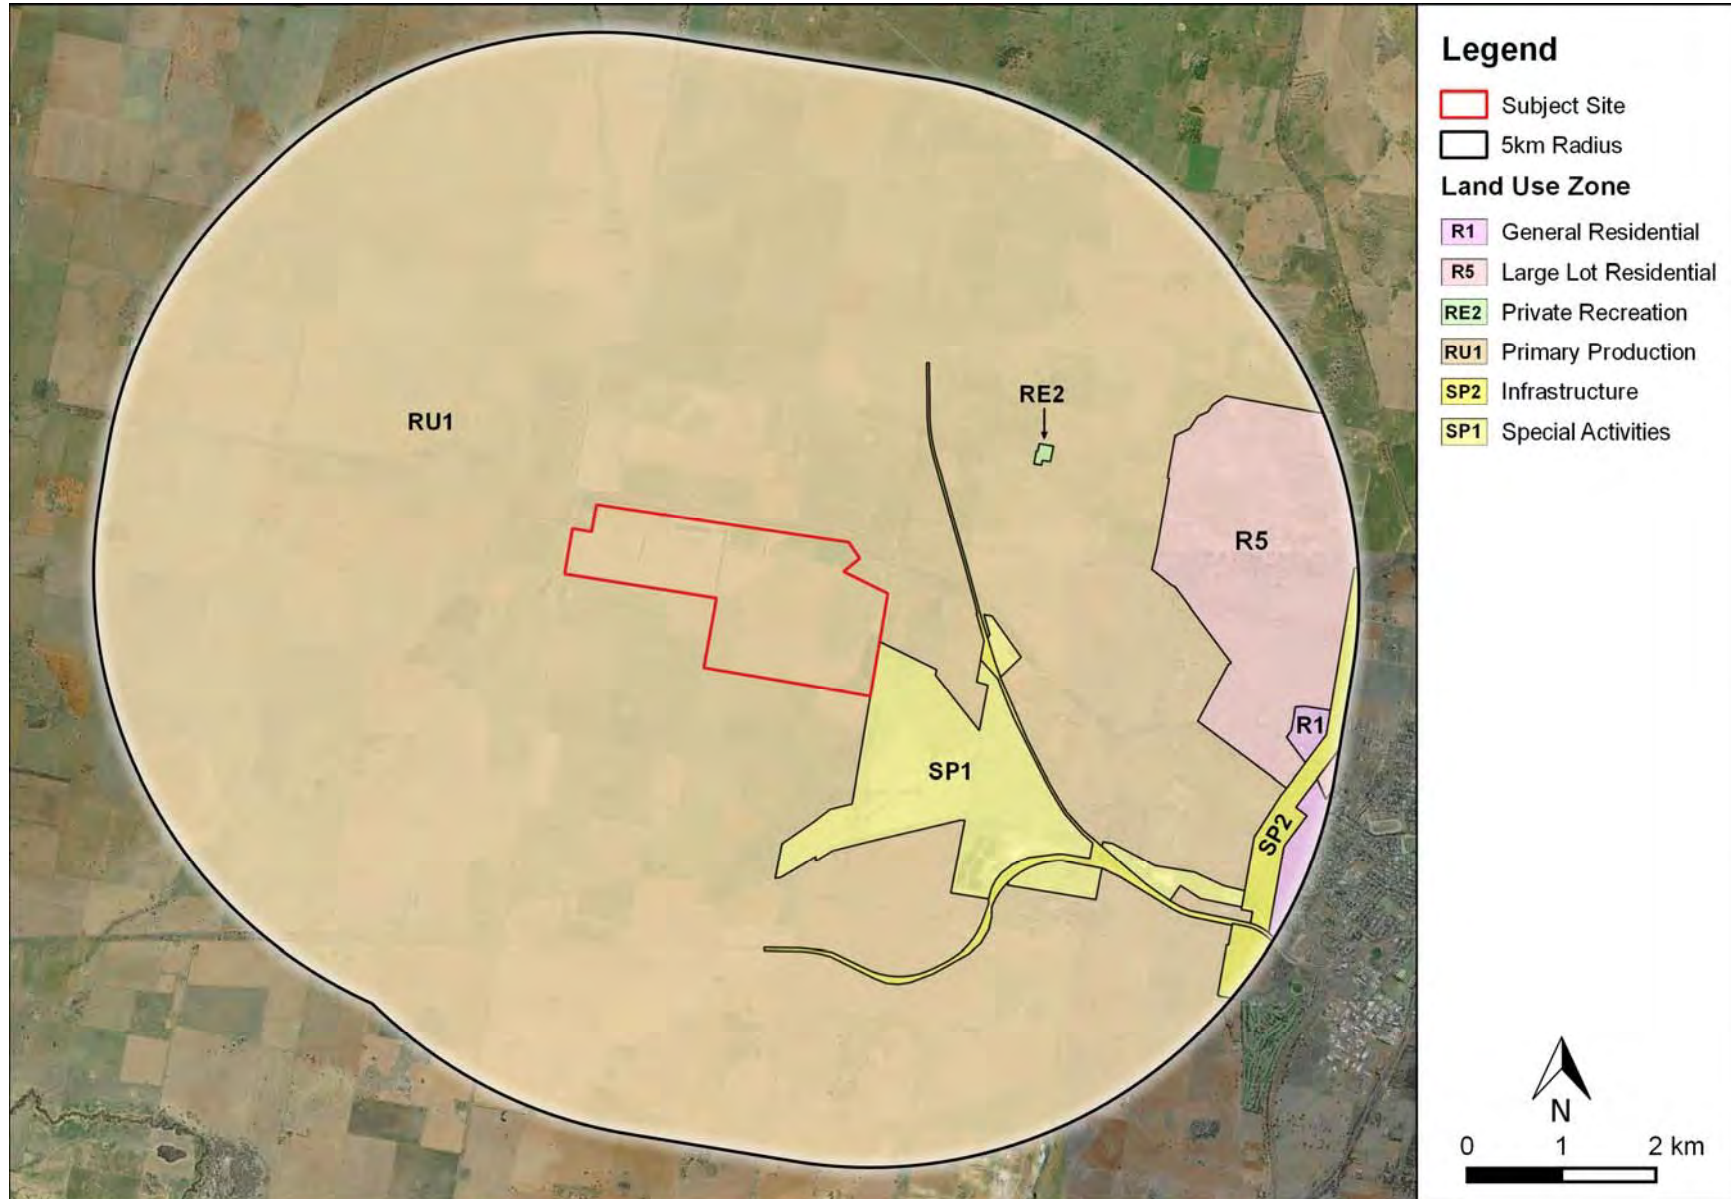 RU1
RE2
R5
R1
SP1
SP2
Legend
Subject Site
5km Radius
Land Use Zone
R1 General Residential
R5 Large Lot Residential
RE2 Private Recreation
RU1 Primary Production
SP2 Infrastructure
SP1 Special Activities
N
0 1 2 km